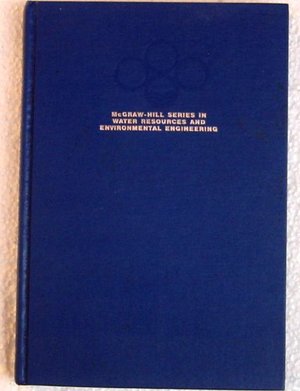 McGRAW-HILL SERIES IN
WATER RESOURCES AND
ENVIRONMENTAL ENGINEERING